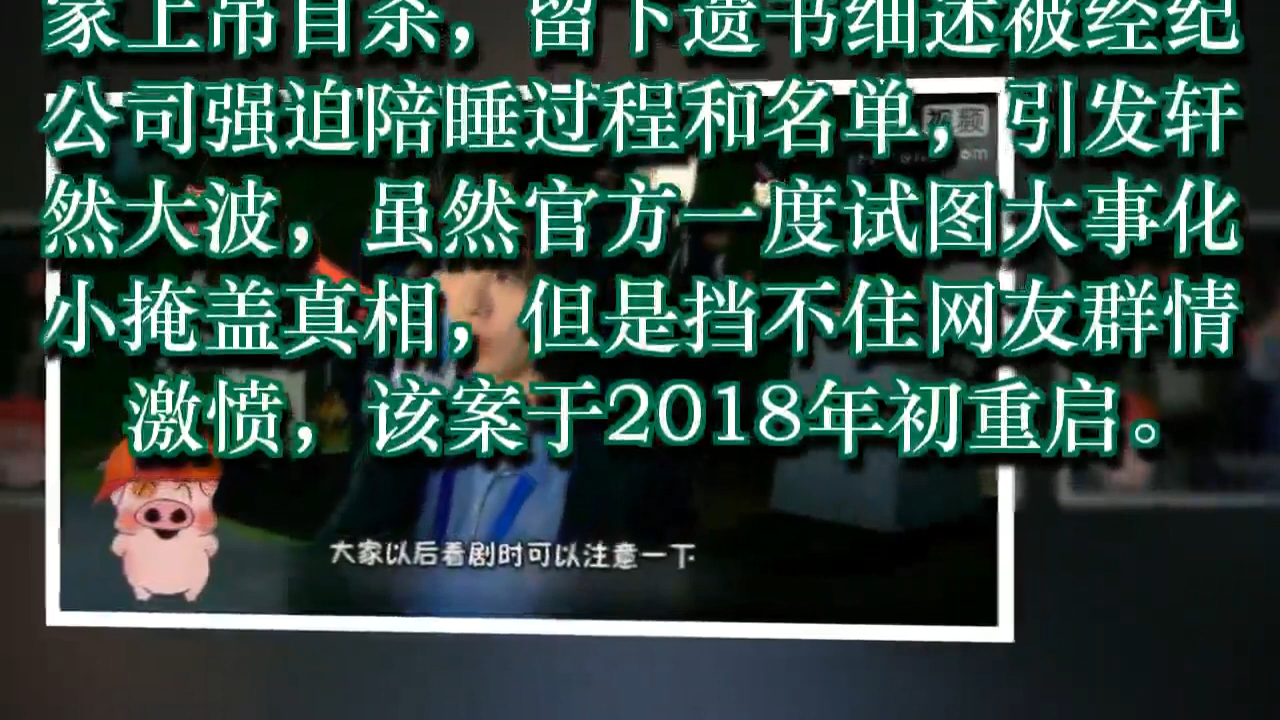 家上吊自杀，留下遗书细述被经纪
公司强迫陪睡过程和名单，引发轩
然大波，虽然官方一度试图大事化
小掩盖真相，但是挡不住网友群情
激愤，该案于2018年初重启。
视频
大家以后看剧时可以注意一下